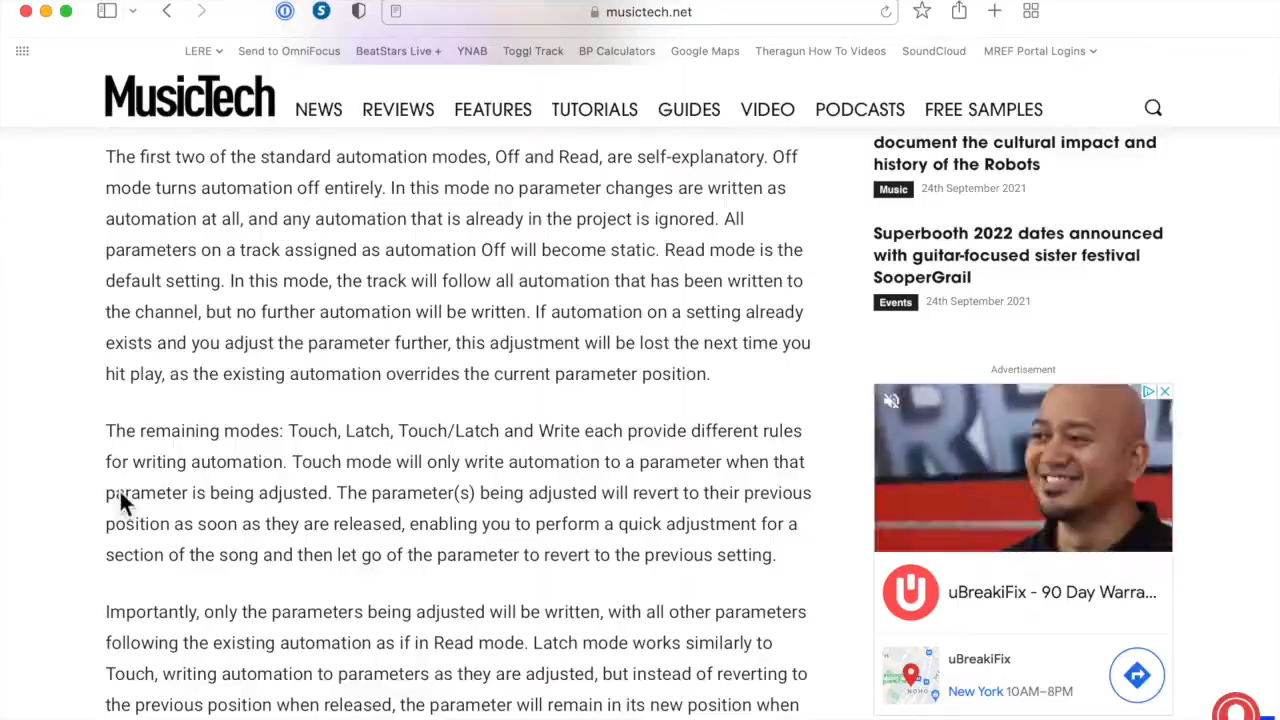 musictech.net
LERE
Send to OmniFocus
BeatStars Live +
YNAB
Toggl Track
BP Calculators
Google Maps
Theragun How To Videos
SoundCloud
MREF Portal Logins
MusicTech
NEWS
REVIEWS
FEATURES
TUTORIALS
GUIDES
VIDEO
PODCASTS
FREE SAMPLES
The first two of the standard automation modes, Off and Read, are self-explanatory. Off
mode turns automation off entirely. In this mode no parameter changes are written as
automation at all, and any automation that is already in the project is ignored. All
parameters on a track assigned as automation Off will become static. Read mode is the
default setting. In this mode, the track will follow all automation that has been written to
the channel, but no further automation will be written. If automation on a setting already
exists and you adjust the parameter further, this adjustment will be lost the next time you
hit play, as the existing automation overrides the current parameter position.
The remaining modes: Touch, Latch, Touch/Latch and Write each provide different rules
for writing automation. Touch mode will only write automation to a parameter when that
parameter is being adjusted. The parameter(s) being adjusted will revert to their previous
position as soon as they are released, enabling you to perform a quick adjustment for a
section of the song and then let go of the parameter to revert to the previous setting.
Importantly, only the parameters being adjusted will be written, with all other parameters
following the existing automation as if in Read mode. Latch mode works similarly to
Touch, writing automation to parameters as they are adjusted, but instead of reverting to
the previous position when released, the parameter will remain in its new position when
document the cultural impact and
history of the Robots
Music
24th September 2021
Superbooth 2022 dates announced
with guitar-focused sister festival
SooperGrail
Events
24th September 2021
Advertisement
uBreakiFix - 90 Day Warra...
uBreakiFix
New York 10AM–8PM